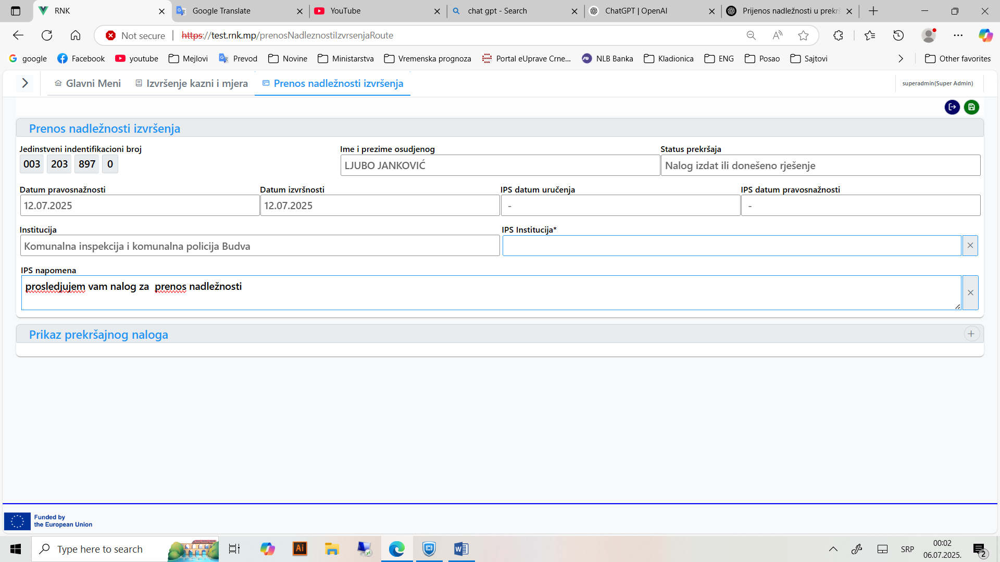 RNK
Google Translate
YouTube
chat gpt - Search
ChatGPT | OpenAI
Prijenos nadležnosti u prekr
Not secure
https://test.rnk.mp/prenosNadleznostiIzvrsenjaRoute
google
Facebook
youtube
Mejlovi
Prevod
Novine
Ministarstva
Vremenska prognoza
Portal eUprave Crne...
NLB Banka
Kladionica
ENG
Posao
Sajtovi
Other favorites
Glavni Meni
Izvršenje kazni i mjera
Prenos nadležnosti izvršenja
superadmin(Super Admin)
Prenos nadležnosti izvršenja
Jedinstveni indentifikacioni broj
003 203 897 0
Ime i prezime osudjenog
LJUBO JANKOVIĆ
Status prekršaja
Nalog izdat ili donešeno rješenje
Datum pravosnažnosti
12.07.2025
Datum izvršnosti
12.07.2025
IPS datum uručenja
-
IPS datum pravosnažnosti
-
Institucija
Komunalna inspekcija i komunalna policija Budva
IPS Institucija*
IPS napomena
prosledjujem vam nalog za  prenos nadležnosti
Prikaz prekršajnog naloga
Funded by
the European Union
Type here to search
Ai
SRP
00:02
06.07.2025.
2